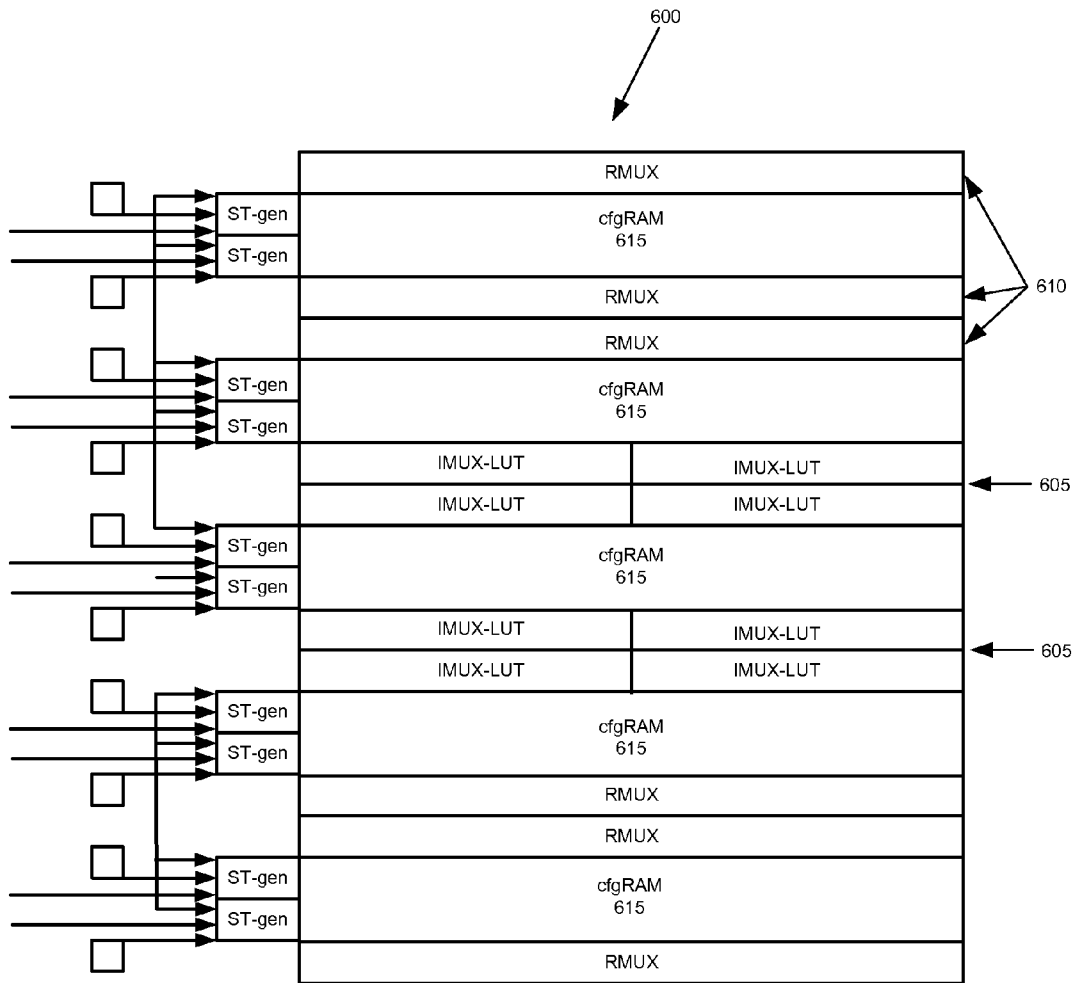 600
RMUX
ST-gen
cfgRAM
615
ST-gen
RMUX
610
RMUX
ST-gen
cfgRAM
615
ST-gen
IMUX-LUT IMUX-LUT
605
IMUX-LUT IMUX-LUT
ST-gen
cfgRAM
615
ST-gen
IMUX-LUT IMUX-LUT
605
IMUX-LUT IMUX-LUT
ST-gen
cfgRAM
615
ST-gen
RMUX
RMUX
ST-gen
cfgRAM
615
ST-gen
RMUX